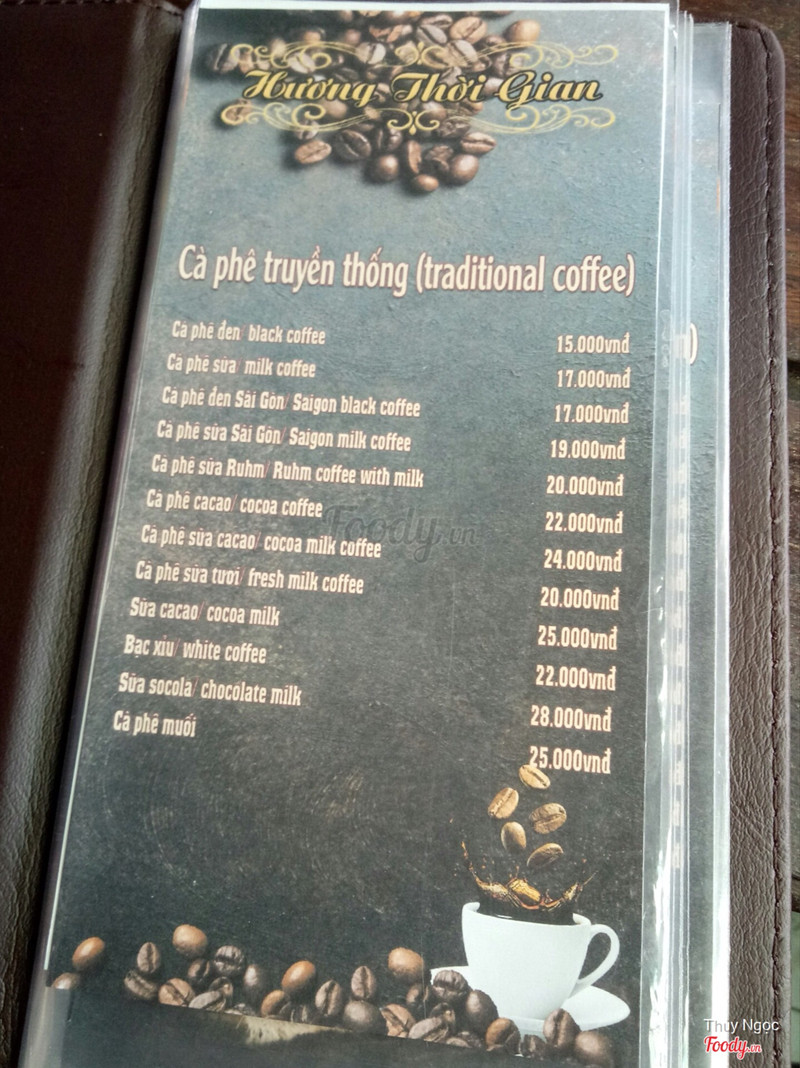 Hương Thời Gian
Cà phê truyền thống (traditional coffee)
Cà phê đen/ black coffee 15.000vnđ
Cà phê sữa/ milk coffee 17.000vnđ
Cà phê đen Sài Gòn/ Saigon black coffee 17.000vnđ
Cà phê sữa Sài Gòn/ Saigon milk coffee 19.000vnđ
Cà phê sữa Ruhm/ Ruhm coffee with milk 20.000vnđ
Cà phê cacao/ cocoa coffee 22.000vnđ
Cà phê sữa cacao/ cocoa milk coffee 24.000vnđ
Cà phê sữa tươi/ fresh milk coffee 20.000vnđ
Sữa cacao/ cocoa milk 25.000vnđ
Bạc xỉu/ white coffee 22.000vnđ
Sữa socola/ chocolate milk 28.000vnđ
Cà phê muối 25.000vnđ
Foody.vn
Thúy Ngọc
Foody.vn